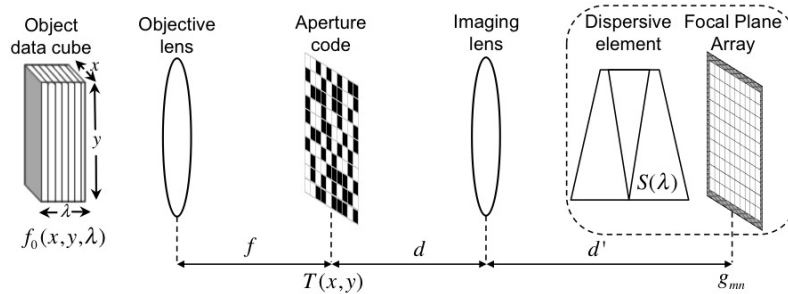 Object
data cube
Objective
lens
Aperture
code
Imaging
lens
Dispersive
element
Focal Plane
Array
x
y
λ
S(λ)
f₀(x,y,λ)
f
d
d'
T(x,y)
gₘₙ